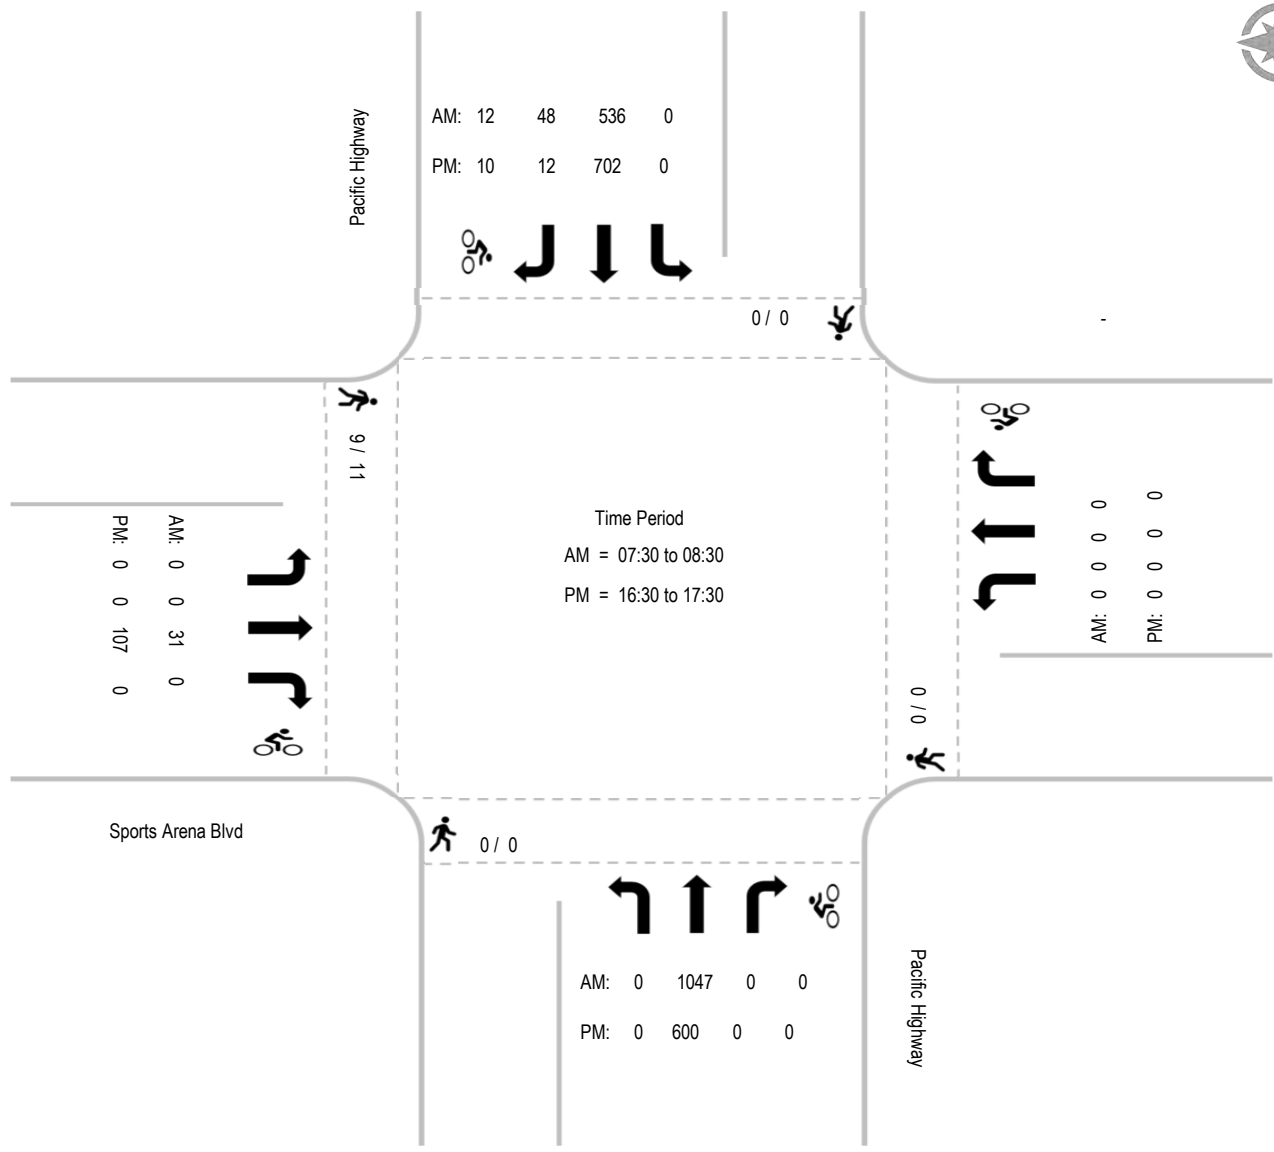 Pacific Highway
AM: 12 48 536 0
PM: 10 12 702 0
0 / 0
-
9 / 11
PM: 0 0 107 0
AM: 0 0 31 0
Time Period
AM = 07:30 to 08:30
PM = 16:30 to 17:30
AM: 0 0 0 0
PM: 0 0 0 0
0 / 0
Sports Arena Blvd
0 / 0
AM: 0 1047 0 0
PM: 0 600 0 0
Pacific Highway